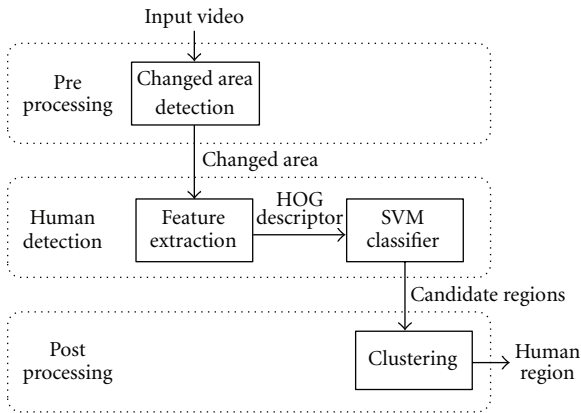 Input video
Pre
processing
Changed area
detection
Changed area
Human
detection
Feature
extraction
HOG
descriptor
SVM
classifier
Candidate regions
Post
processing
Clustering
Human
region